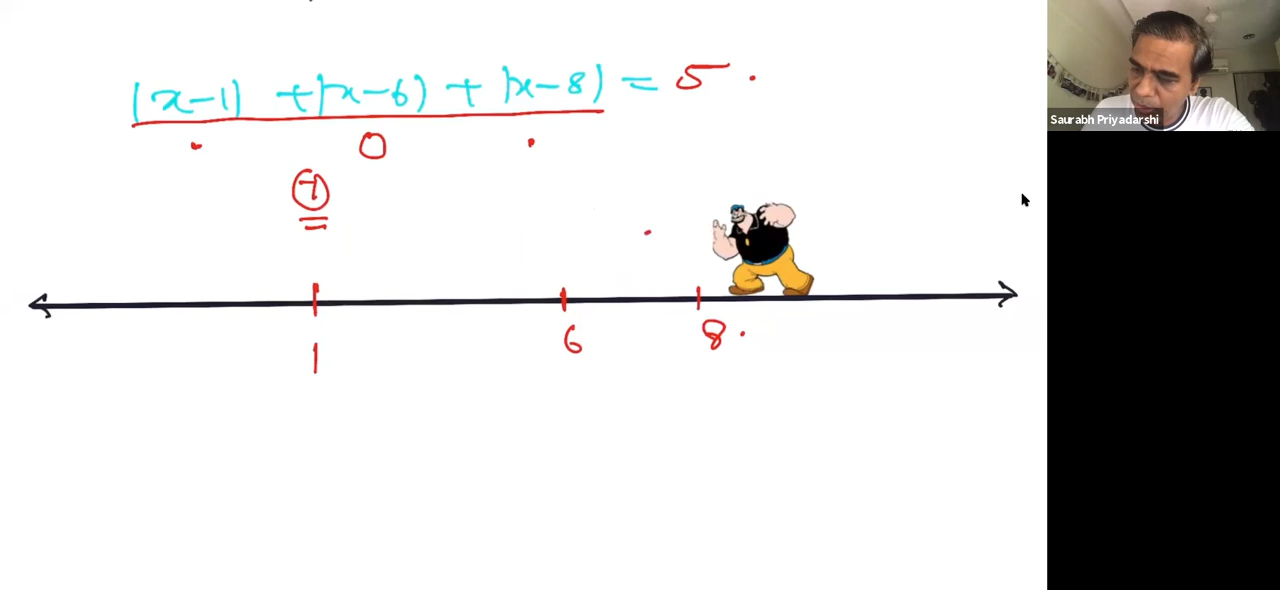 |x-1| + |x-6| + |x-8| = 5
0
7
1
6
8
Saurabh Priyadarshi